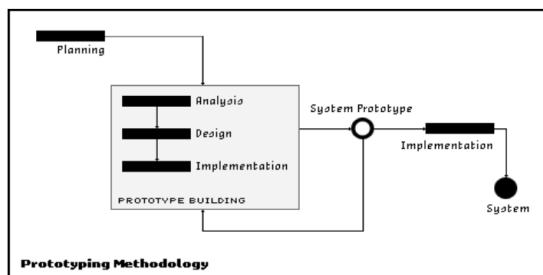 Planning
Analysis
System Prototype
Design
Implementation
Implementation
PROTOTYPE BUILDING
System
Prototyping Methodology